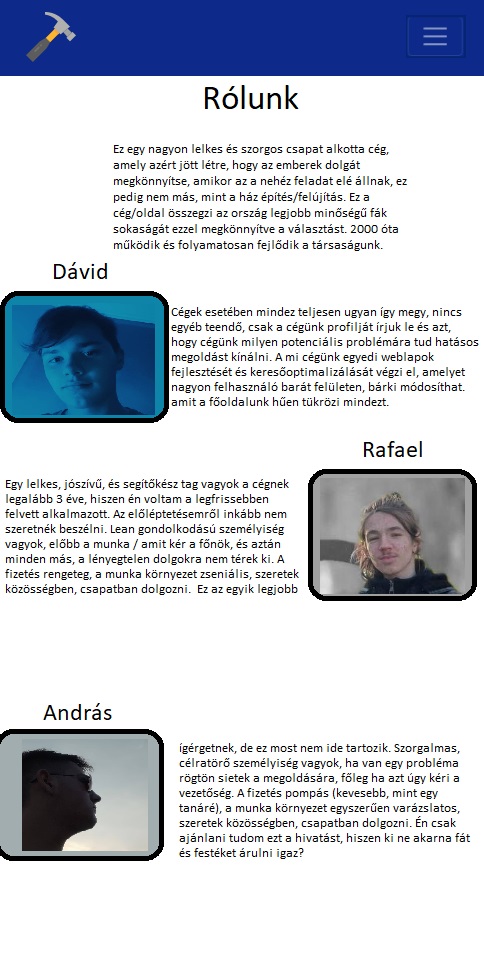 Rólunk
Ez egy nagyon lelkes és szorgos csapat alkotta cég,
amely azért jött létre, hogy az emberek dolgát
megkönnyítse, amikor az a nehéz feladat elé állnak, ez
pedig nem más, mint a ház építés/felújítás. Ez a
cég/oldal összegzi az ország legjobb minőségű fák
sokaságát ezzel megkönnyítve a választást. 2000 óta
működik és folyamatosan fejlődik a társaságunk.
Dávid
Cégek esetében mindez teljesen ugyan így megy, nincs
egyéb teendő, csak a cégünk profilját írjuk le és azt,
hogy cégünk milyen potenciális problémára tud hatásos
megoldást kínálni. A mi cégünk egyedi weblapok
fejlesztését és keresőoptimalizálását végzi el, amelyet
nagyon felhasználó barát felületen, bárki módosíthat.
amit a főoldalunk hűen tükrözi mindezt.
Rafael
Egy lelkes, jószívű, és segítőkész tag vagyok a cégnek
legalább 3 éve, hiszen én voltam a legfrissebben
felvett alkalmazott. Az előléptetésemről inkább nem
szeretnék beszélni. Lean gondolkodású személyiség
vagyok, előbb a munka / amit kér a főnök, és aztán
minden más, a lényegtelen dolgokra nem térek ki. A
fizetés rengeteg, a munka környezet zseniális, szeretek
közösségben, csapatban dolgozni.  Ez az egyik legjobb
András
ígérgetnek, de ez most nem ide tartozik. Szorgalmas,
célratörő személyiség vagyok, ha van egy probléma
rögtön sietek a megoldására, főleg ha azt úgy kéri a
vezetőség. A fizetés pompás (kevesebb, mint egy
tanáré), a munka környezet egyszerűen varázslatos,
szeretek közösségben, csapatban dolgozni. Én csak
ajánlani tudom ezt a hivatást, hiszen ki ne akarna fát
és festéket árulni igaz?